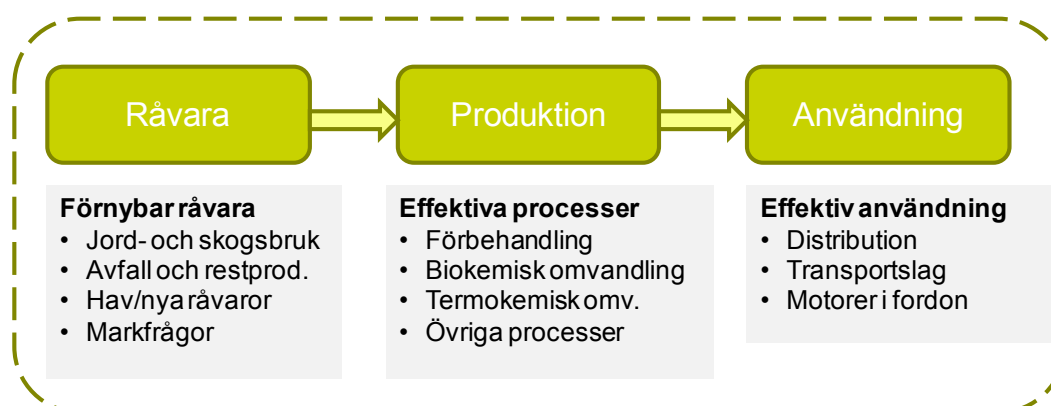 Råvara
Produktion
Användning
Förnybar råvara
• Jord- och skogsbruk
• Avfall och restprod.
• Hav/nya råvaror
• Markfrågor
Effektiva processer
• Förbehandling
• Biokemisk omvandling
• Termokemisk omv.
• Övriga processer
Effektiv användning
• Distribution
• Transportslag
• Motorer i fordon